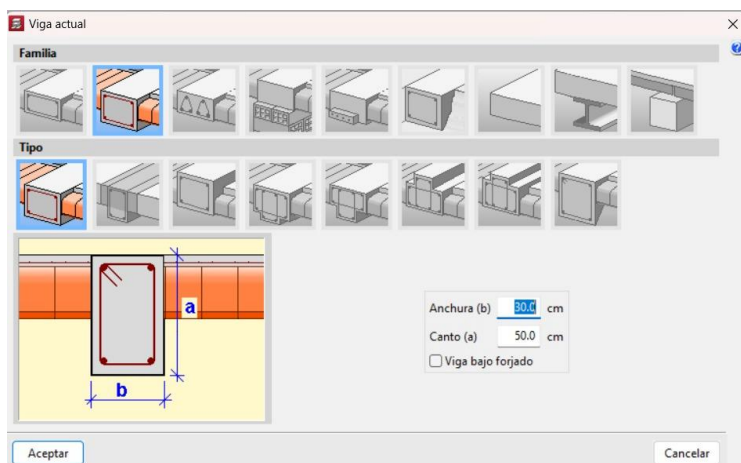 Viga actual
Familia
Tipo
a
b
Anchura (b) 30.0 cm
Canto (a) 50.0 cm
Viga bajo forjado
Aceptar
Cancelar